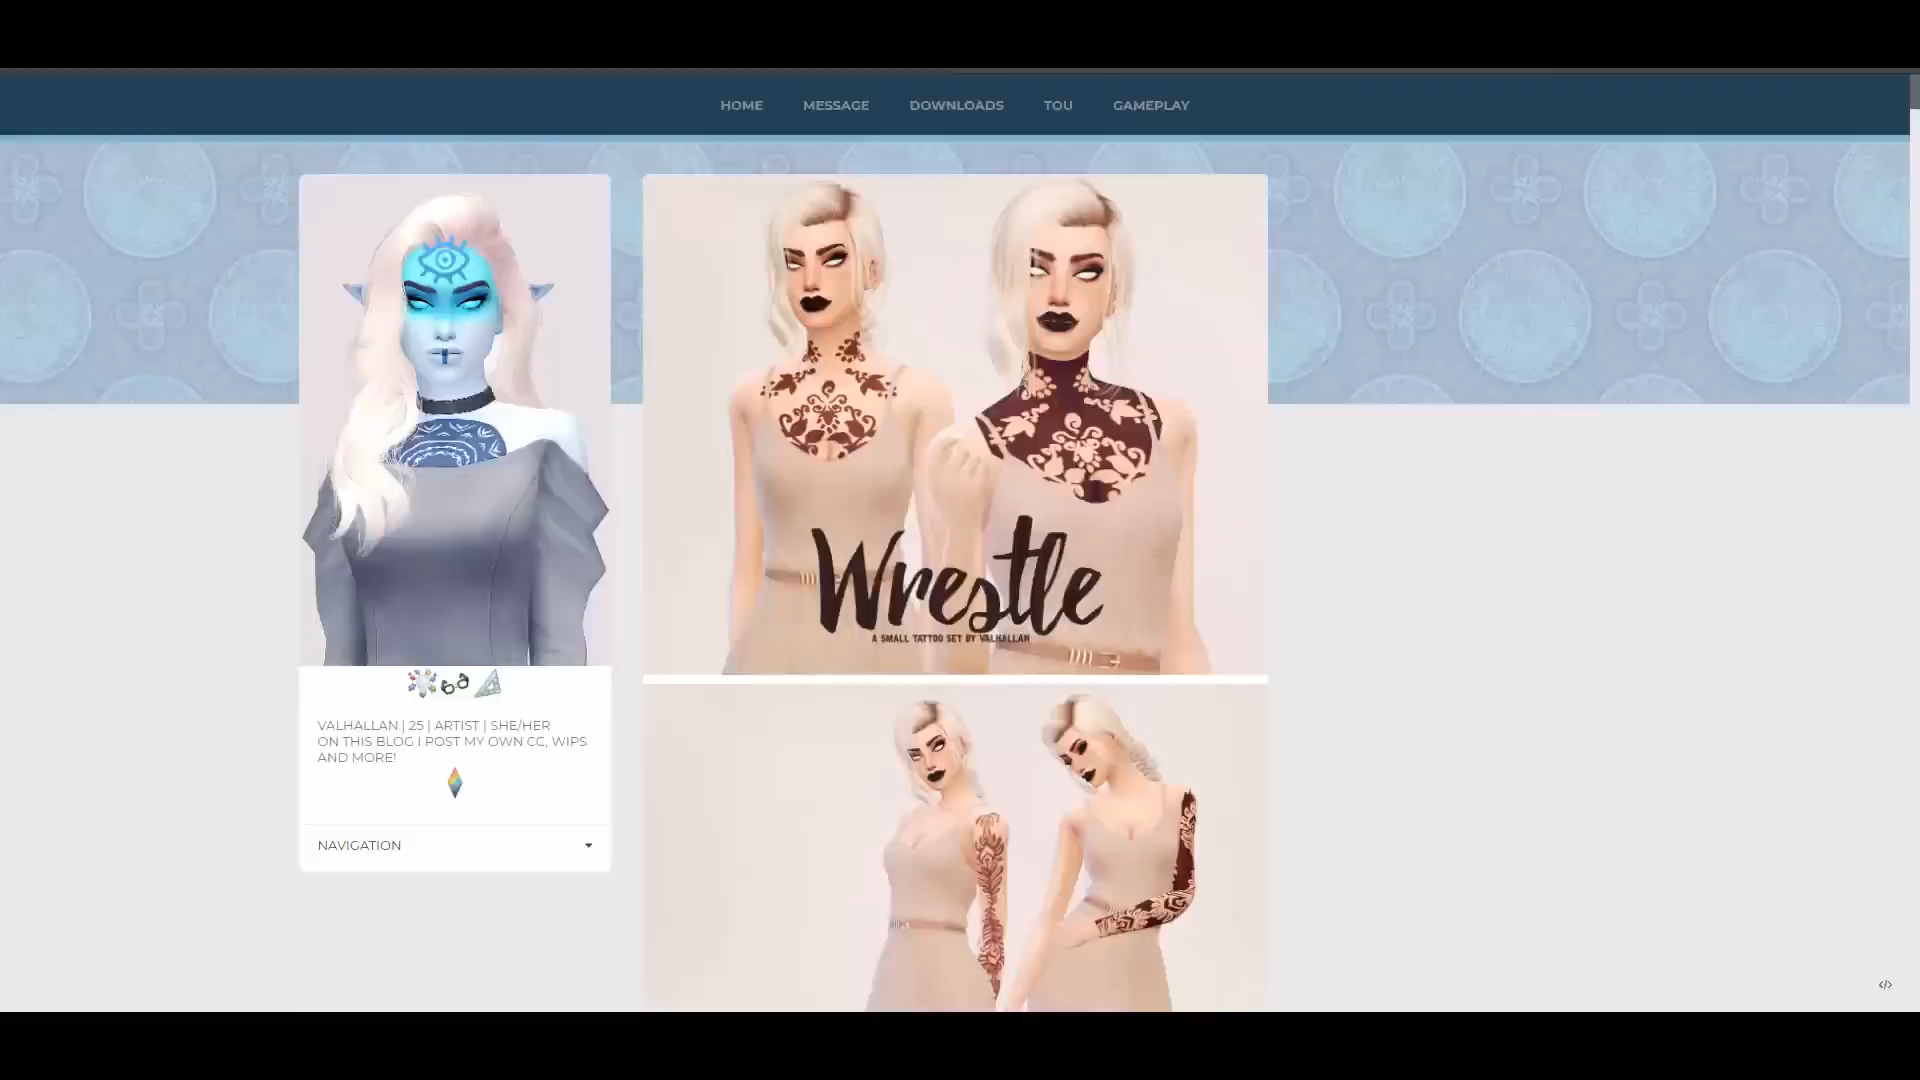 HOME MESSAGE DOWNLOADS TOU GAMEPLAY
Wrestle
A SMALL TATTOO SET BY VALHALLAN
VALHALLAN | 25 | ARTIST | SHE/HER
ON THIS BLOG I POST MY OWN CC, WIPS
AND MORE!
NAVIGATION